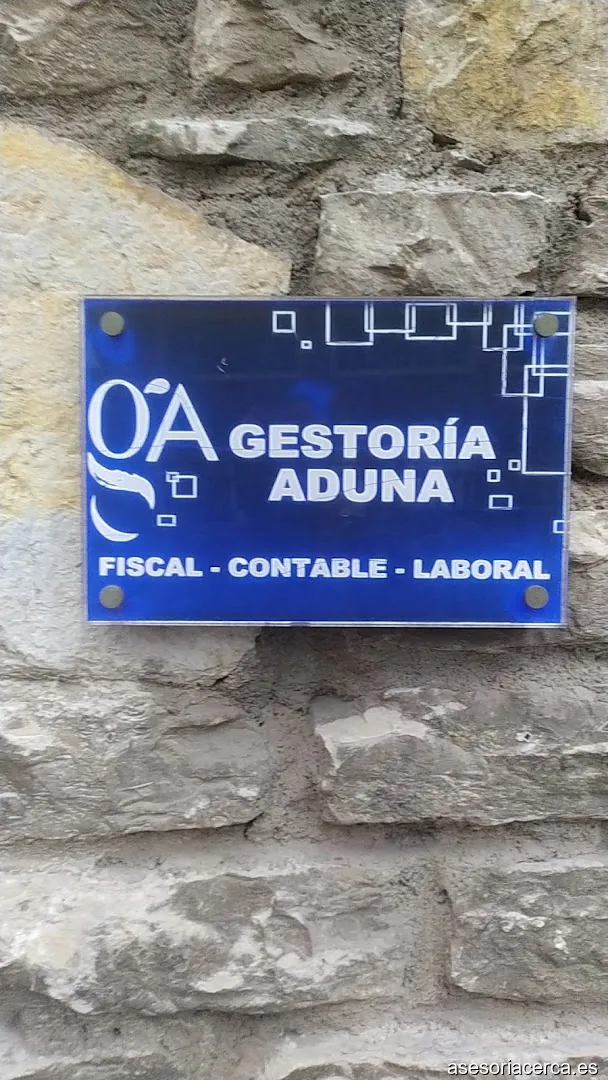 gA
GESTORÍA
ADUNA
FISCAL - CONTABLE - LABORAL
asesoriacerca.es